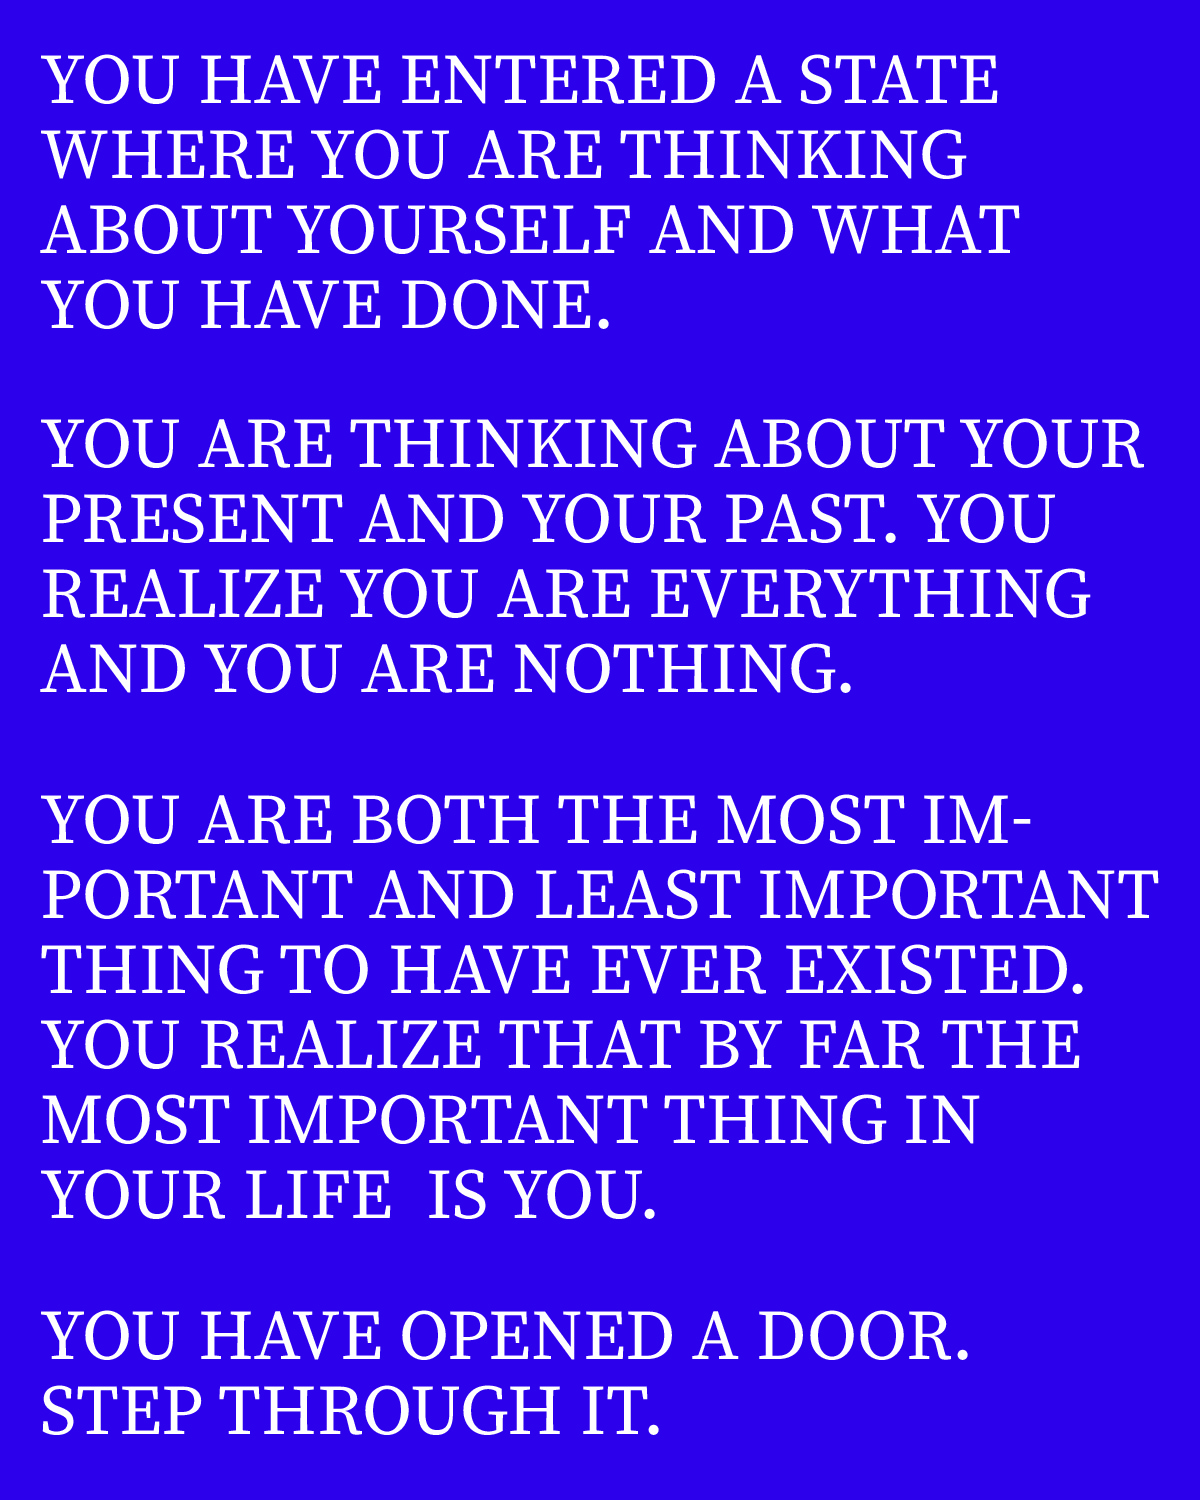 YOU HAVE ENTERED A STATE
WHERE YOU ARE THINKING
ABOUT YOURSELF AND WHAT
YOU HAVE DONE.
YOU ARE THINKING ABOUT YOUR
PRESENT AND YOUR PAST. YOU
REALIZE YOU ARE EVERYTHING
AND YOU ARE NOTHING.
YOU ARE BOTH THE MOST IM-
PORTANT AND LEAST IMPORTANT
THING TO HAVE EVER EXISTED.
YOU REALIZE THAT BY FAR THE
MOST IMPORTANT THING IN
YOUR LIFE  IS YOU.
YOU HAVE OPENED A DOOR.
STEP THROUGH IT.